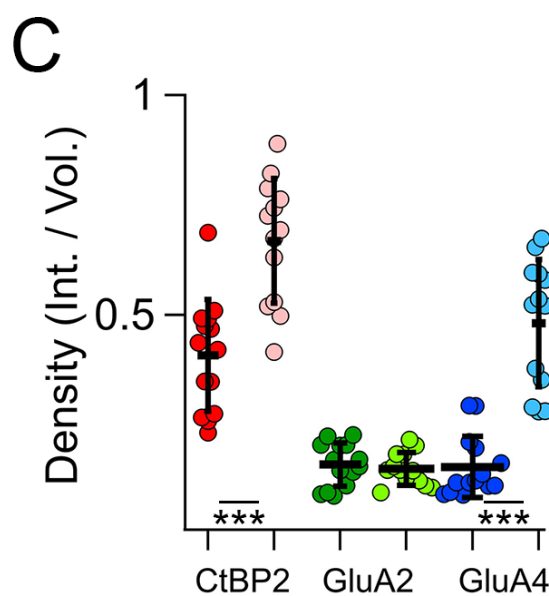 C
Density (Int. / Vol.)
1
0.5
*** ***
CtBP2 GluA2 GluA4